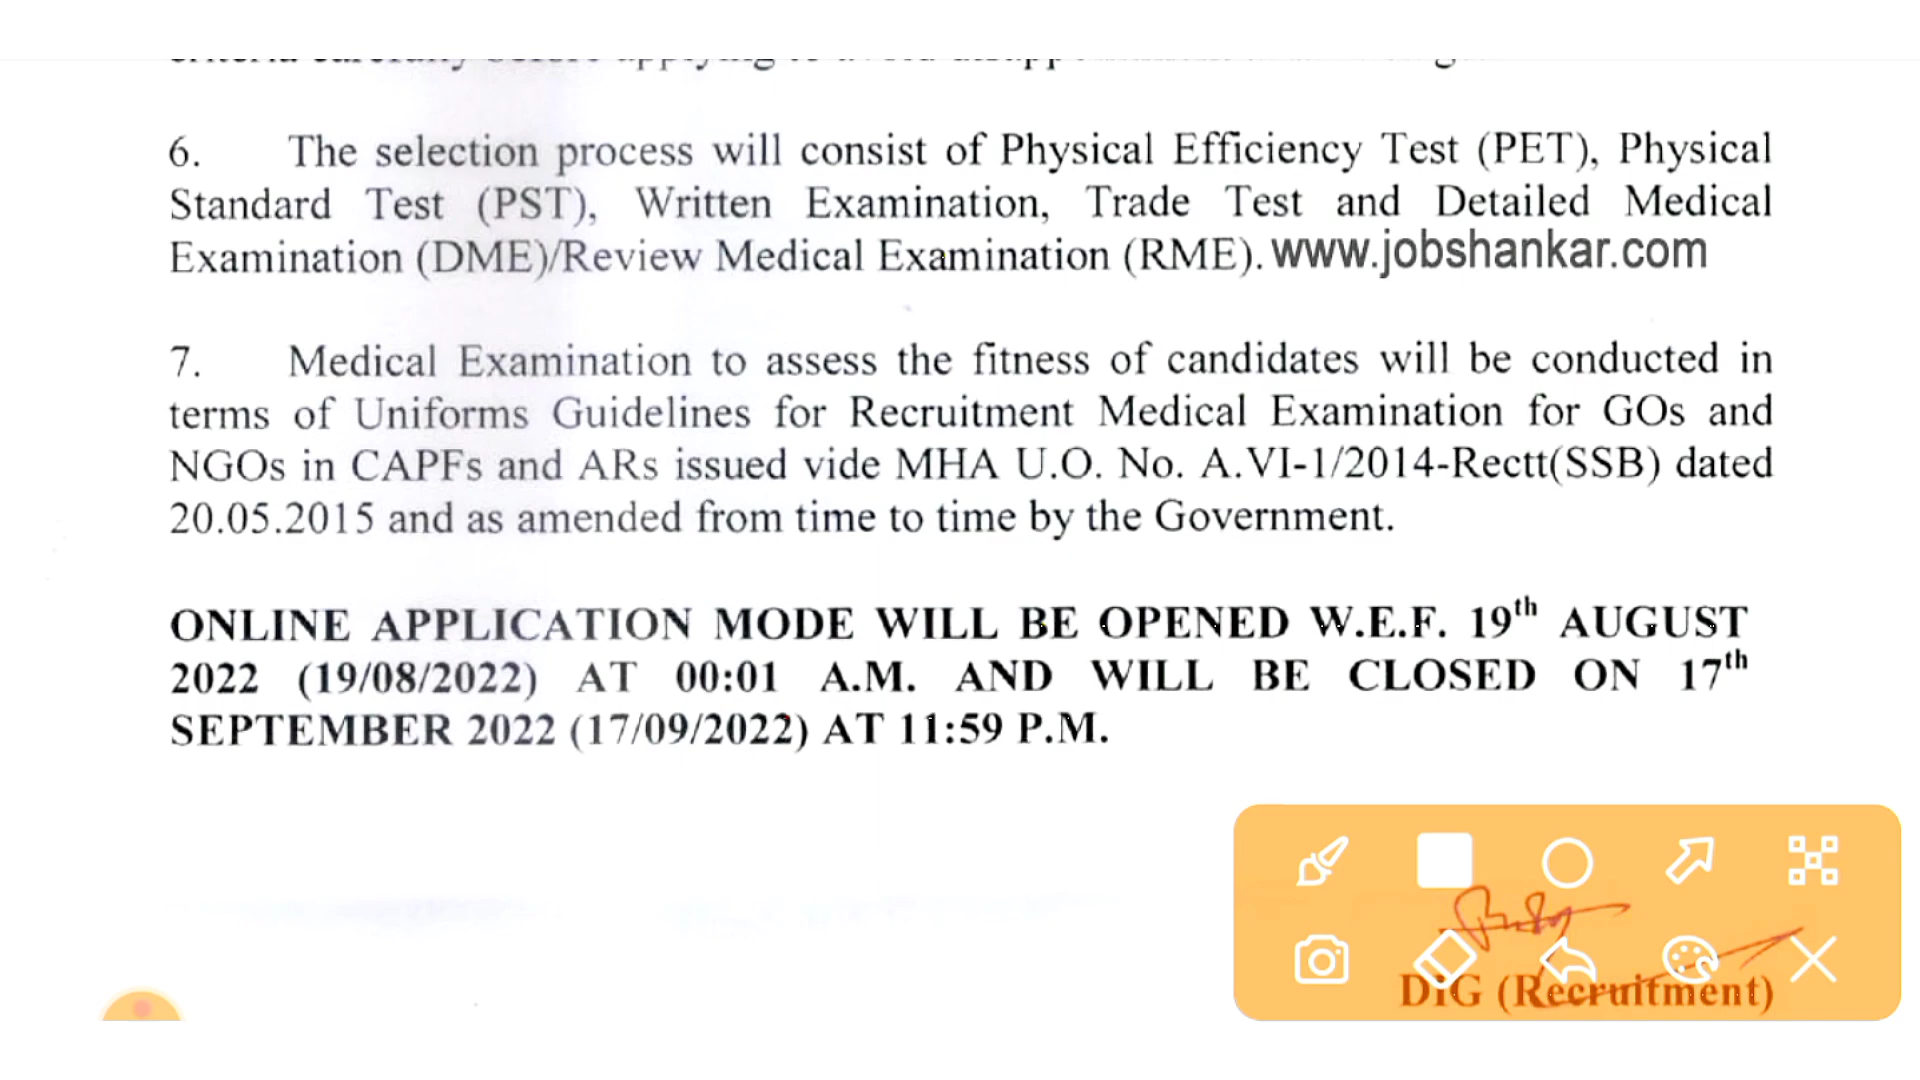 6. The selection process will consist of Physical Efficiency Test (PET), Physical
Standard Test (PST), Written Examination, Trade Test and Detailed Medical
Examination (DME)/Review Medical Examination (RME). www.jobshankar.com
7. Medical Examination to assess the fitness of candidates will be conducted in
terms of Uniforms Guidelines for Recruitment Medical Examination for GOs and
NGOs in CAPFs and ARs issued vide MHA U.O. No. A.VI-1/2014-Rectt(SSB) dated
20.05.2015 and as amended from time to time by the Government.
ONLINE APPLICATION MODE WILL BE OPENED W.E.F. 19th AUGUST
2022 (19/08/2022) AT 00:01 A.M. AND WILL BE CLOSED ON 17th
SEPTEMBER 2022 (17/09/2022) AT 11:59 P.M.
DIG (Recruitment)